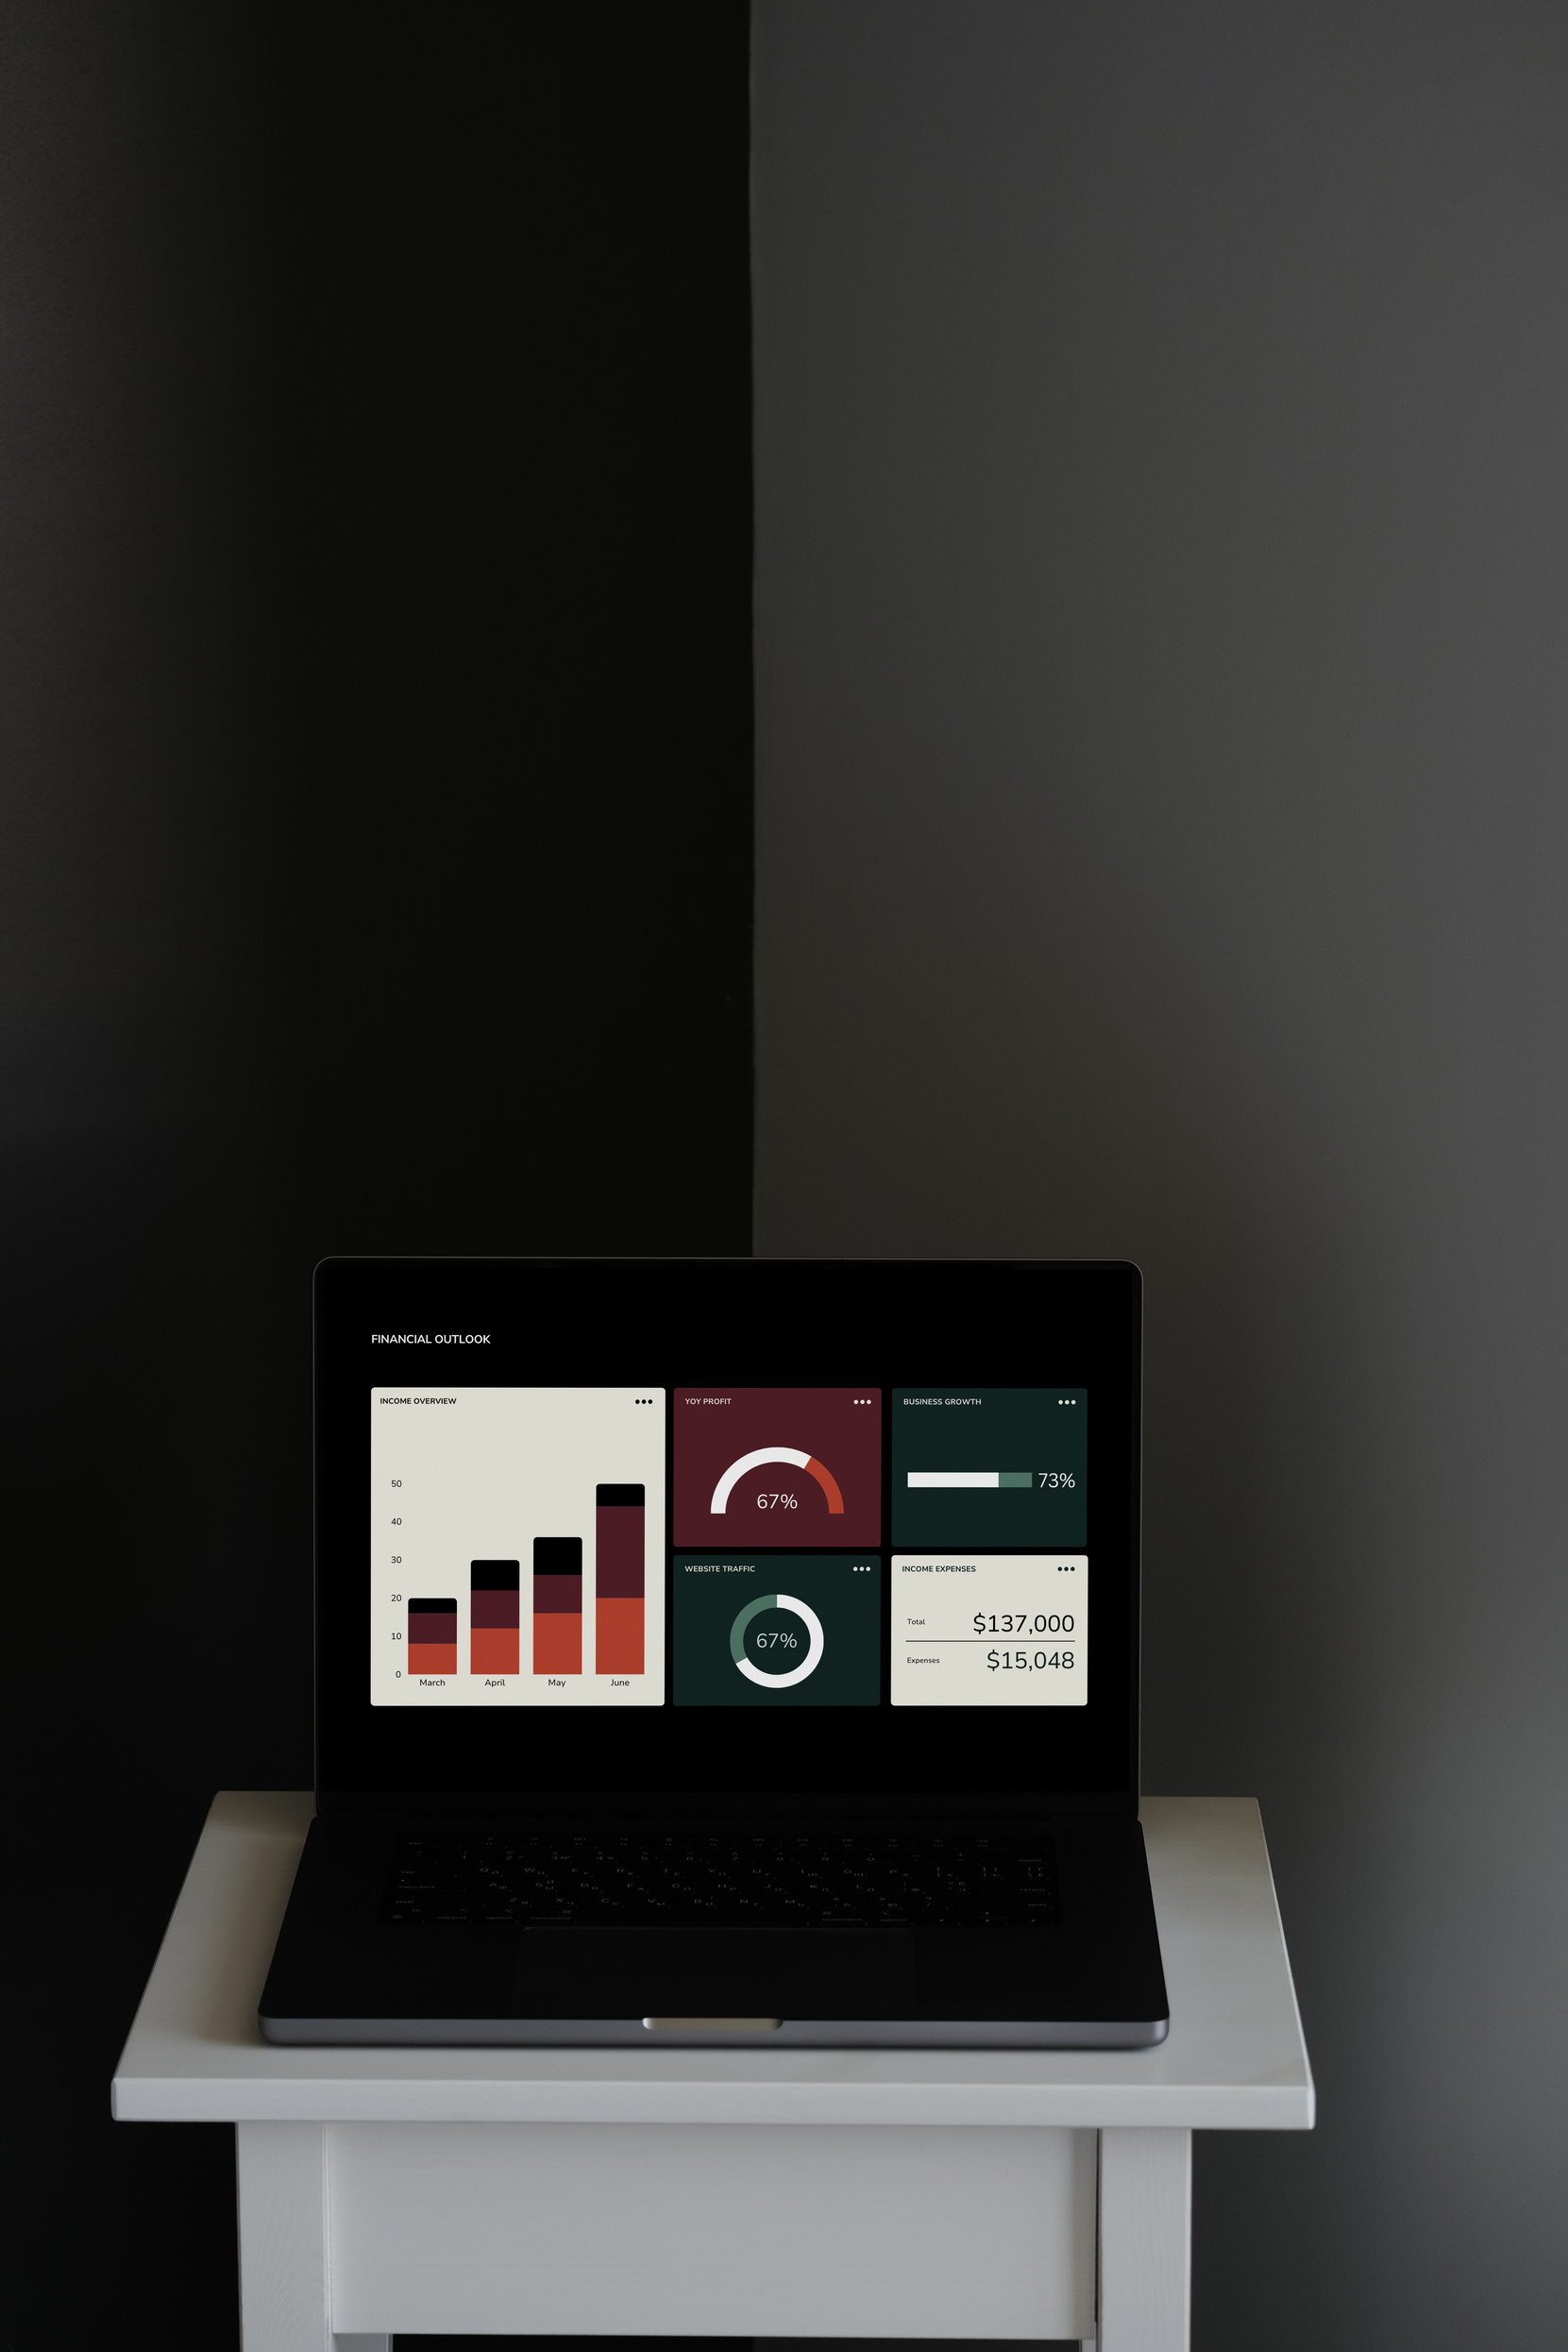 FINANCIAL OUTLOOK
INCOME OVERVIEW
50
40
30
20
10
0
March April May June
YOY PROFIT
67%
BUSINESS GROWTH
73%
WEBSITE TRAFFIC
67%
INCOME EXPENSES
Total $137,000
Expenses $15,048